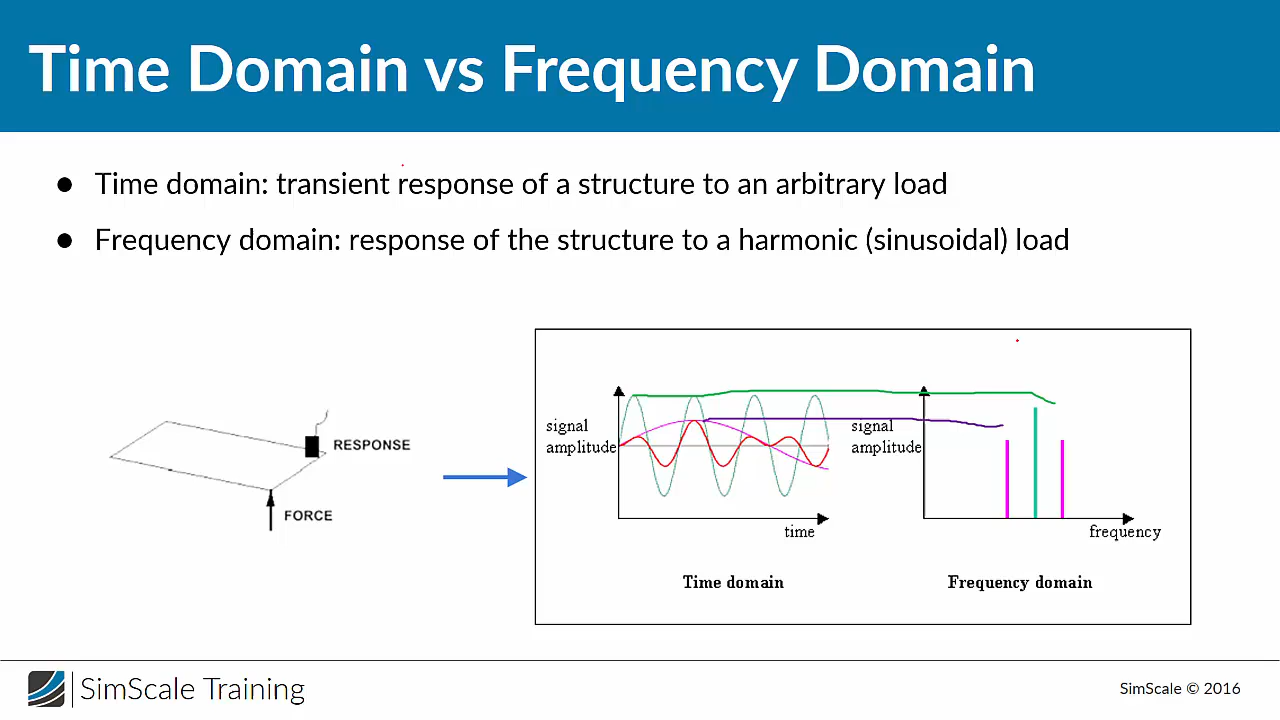 Time Domain vs Frequency Domain
● Time domain: transient response of a structure to an arbitrary load
● Frequency domain: response of the structure to a harmonic (sinusoidal) load
RESPONSE
FORCE
signal
amplitude
time
Time domain
signal
amplitude
frequency
Frequency domain
SimScale Training
SimScale © 2016